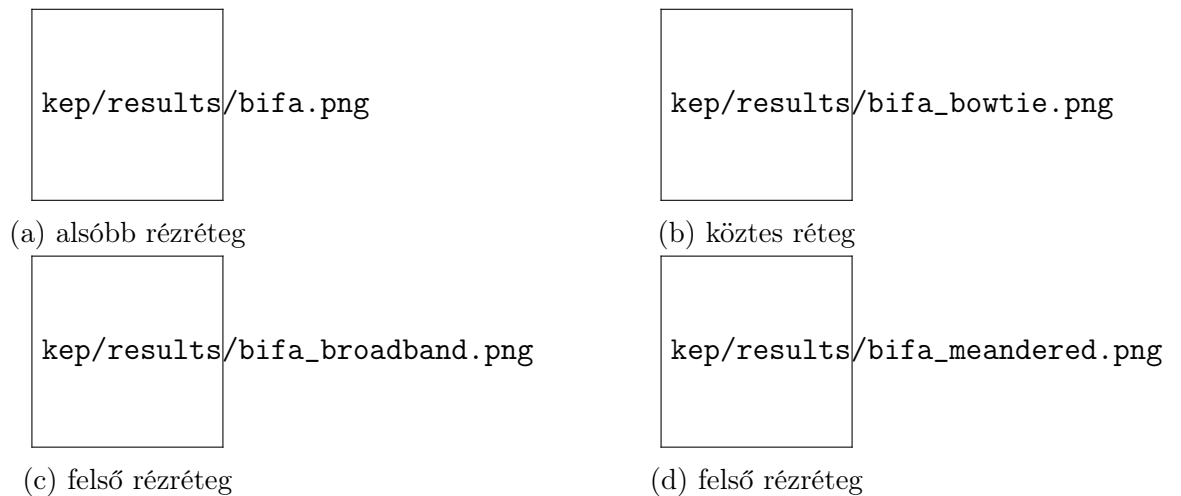 kep/results/bifa.png
kep/results/bifa_bowtie.png
(a) alsóbb rézréteg
(b) köztes réteg
kep/results/bifa_broadband.png
kep/results/bifa_meandered.png
(c) felső rézréteg
(d) felső rézréteg